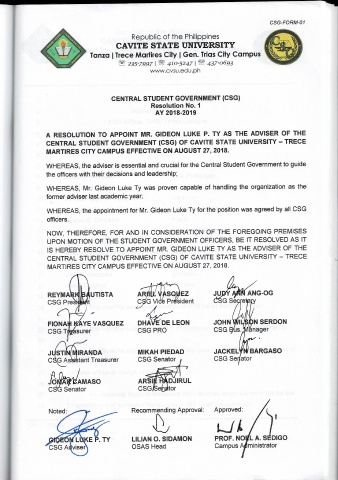 CSG-FORM-01
Republic of the Philippines
CAVITE STATE UNIVERSITY
Tanza | Trece Martires City | Gen. Trias City Campus
☏ 235-7997 | ☏ 410-5247 | ☏ 437-0693
www.cvsu.edu.ph
CENTRAL STUDENT GOVERNMENT (CSG)
Resolution No. 1
AY 2018-2019
A RESOLUTION TO APPOINT MR. GIDEON LUKE P. TY AS THE ADVISER OF THE
CENTRAL STUDENT GOVERNMENT (CSG) OF CAVITE STATE UNIVERSITY – TRECE
MARTIRES CITY CAMPUS EFFECTIVE ON AUGUST 27, 2018.
WHEREAS, the adviser is essential and crucial for the Central Student Government to guide
the officers with their decisions and leadership;
WHEREAS, Mr. Gideon Luke Ty was proven capable of handling the organization as the
former adviser last academic year.
WHEREAS, the appointment for Mr. Gideon Luke Ty for the position was agreed by all CSG
officers.
NOW, THEREFORE, FOR AND IN CONSIDERATION OF THE FOREGOING PREMISES
UPON MOTION OF THE STUDENT GOVERNMENT OFFICERS, BE IT RESOLVED AS IT
IS HEREBY RESOLVE TO APPOINT MR. GIDEON LUKE TY AS THE ADVISER OF THE
CENTRAL STUDENT GOVERNMENT (CSG) OF CAVITE STATE UNIVERSITY – TRECE
MARTIRES CITY CAMPUS EFFECTIVE ON AUGUST 27, 2018.
REYMARK BAUTISTA ARIEL VASQUEZ JUDY ANN ANG-OG
CSG President CSG Vice President CSG Secretary
FIONAH KAYE VASQUEZ DHAVE DE LEON JOHN WILSON SERDON
CSG Treasurer CSG PRO CSG Bus. Manager
JUSTIN MIRANDA MIKAH PIEDAD JACKELYN BARGASO
CSG Assistant Treasurer CSG Senator CSG Senator
JOMAR DAMASO ARSIE HADJIRUL
CSG Senator CSG Senator
Noted: Recommending Approval: Approved:
GIDEON LUKE P. TY LILIAN O. SIDAMON PROF. NOEL A. SEDIGO
CSG Adviser OSAS Head Campus Administrator